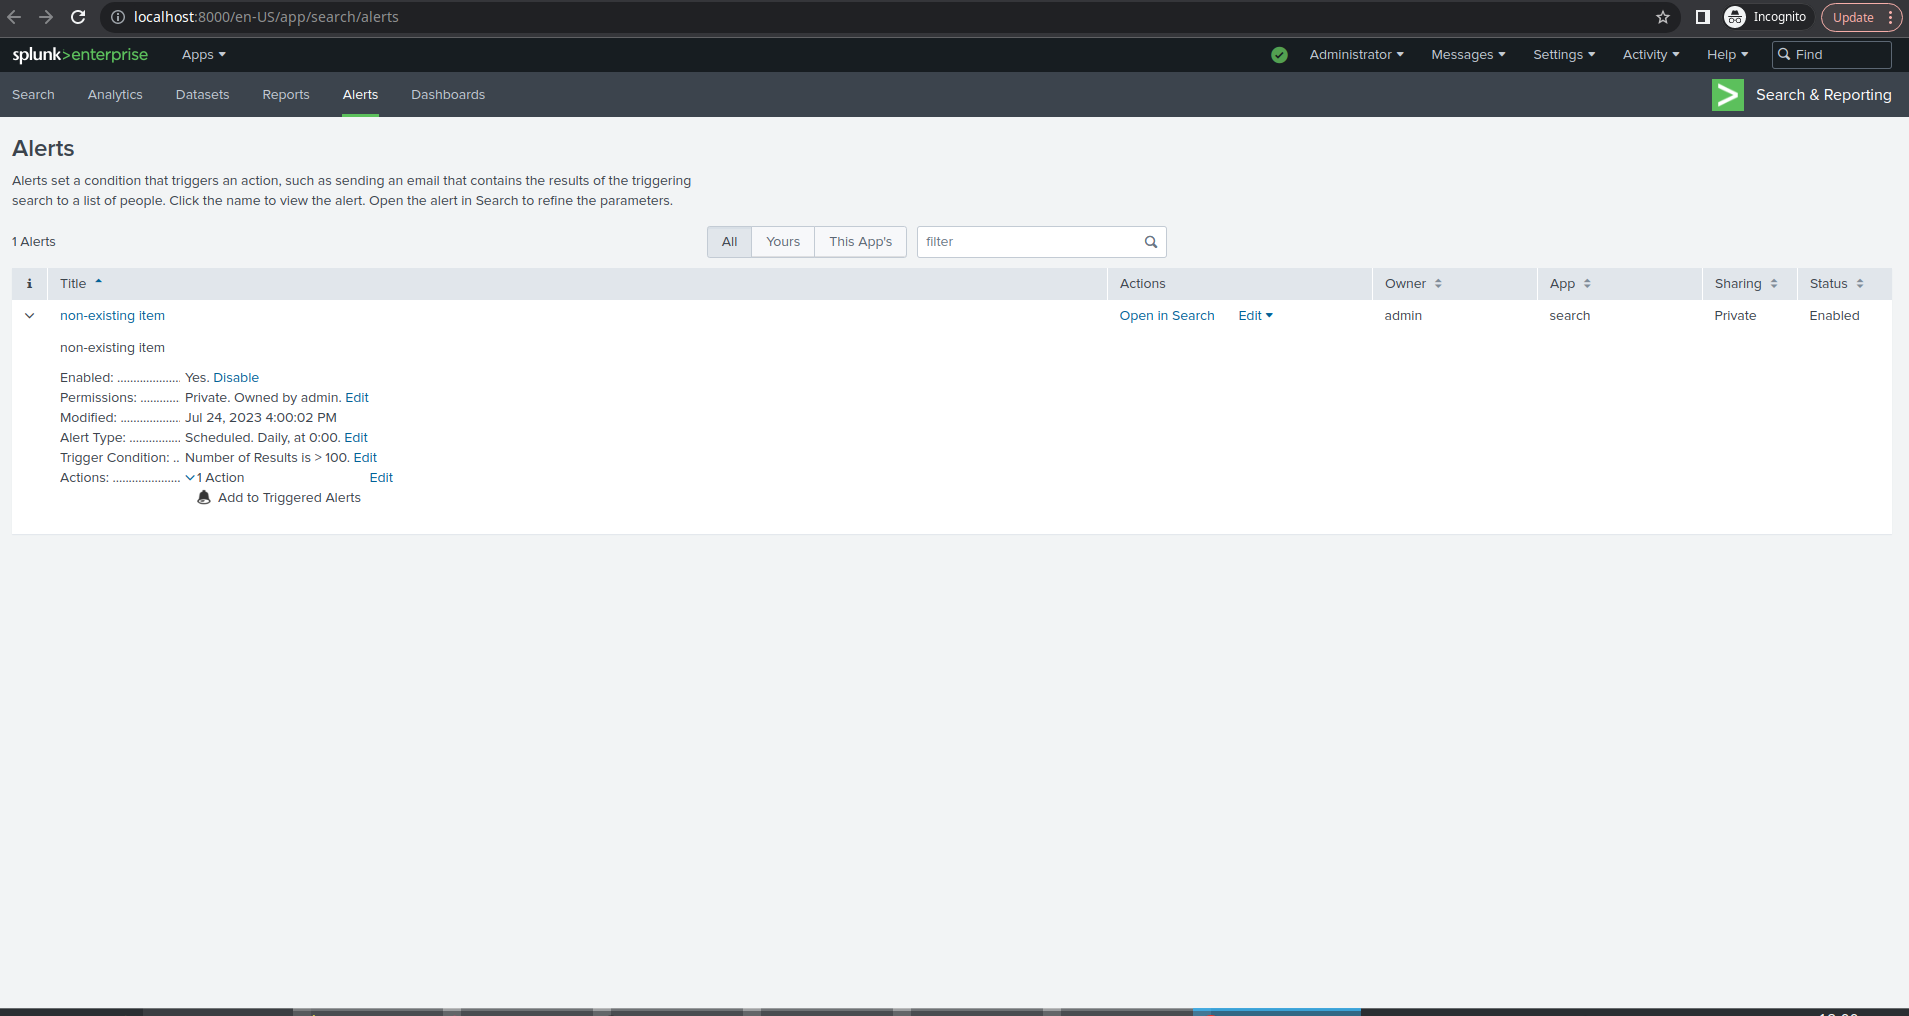 localhost:8000/en-US/app/search/alerts
Incognito
Update
splunk>enterprise
Apps
Administrator
Messages
Settings
Activity
Help
Find
Search
Analytics
Datasets
Reports
Alerts
Dashboards
Search & Reporting
Alerts
Alerts set a condition that triggers an action, such as sending an email that contains the results of the triggering
search to a list of people. Click the name to view the alert. Open the alert in Search to refine the parameters.
1 Alerts
All
Yours
This App's
filter
i
Title
Actions
Owner
App
Sharing
Status
non-existing item
Open in Search
Edit
admin
search
Private
Enabled
non-existing item
Enabled: ................... Yes. Disable
Permissions: ............ Private. Owned by admin. Edit
Modified: .................. Jul 24, 2023 4:00:02 PM
Alert Type: ................ Scheduled. Daily, at 0:00. Edit
Trigger Condition: .. Number of Results is > 100. Edit
Actions: ..................... 1 Action Edit
Add to Triggered Alerts